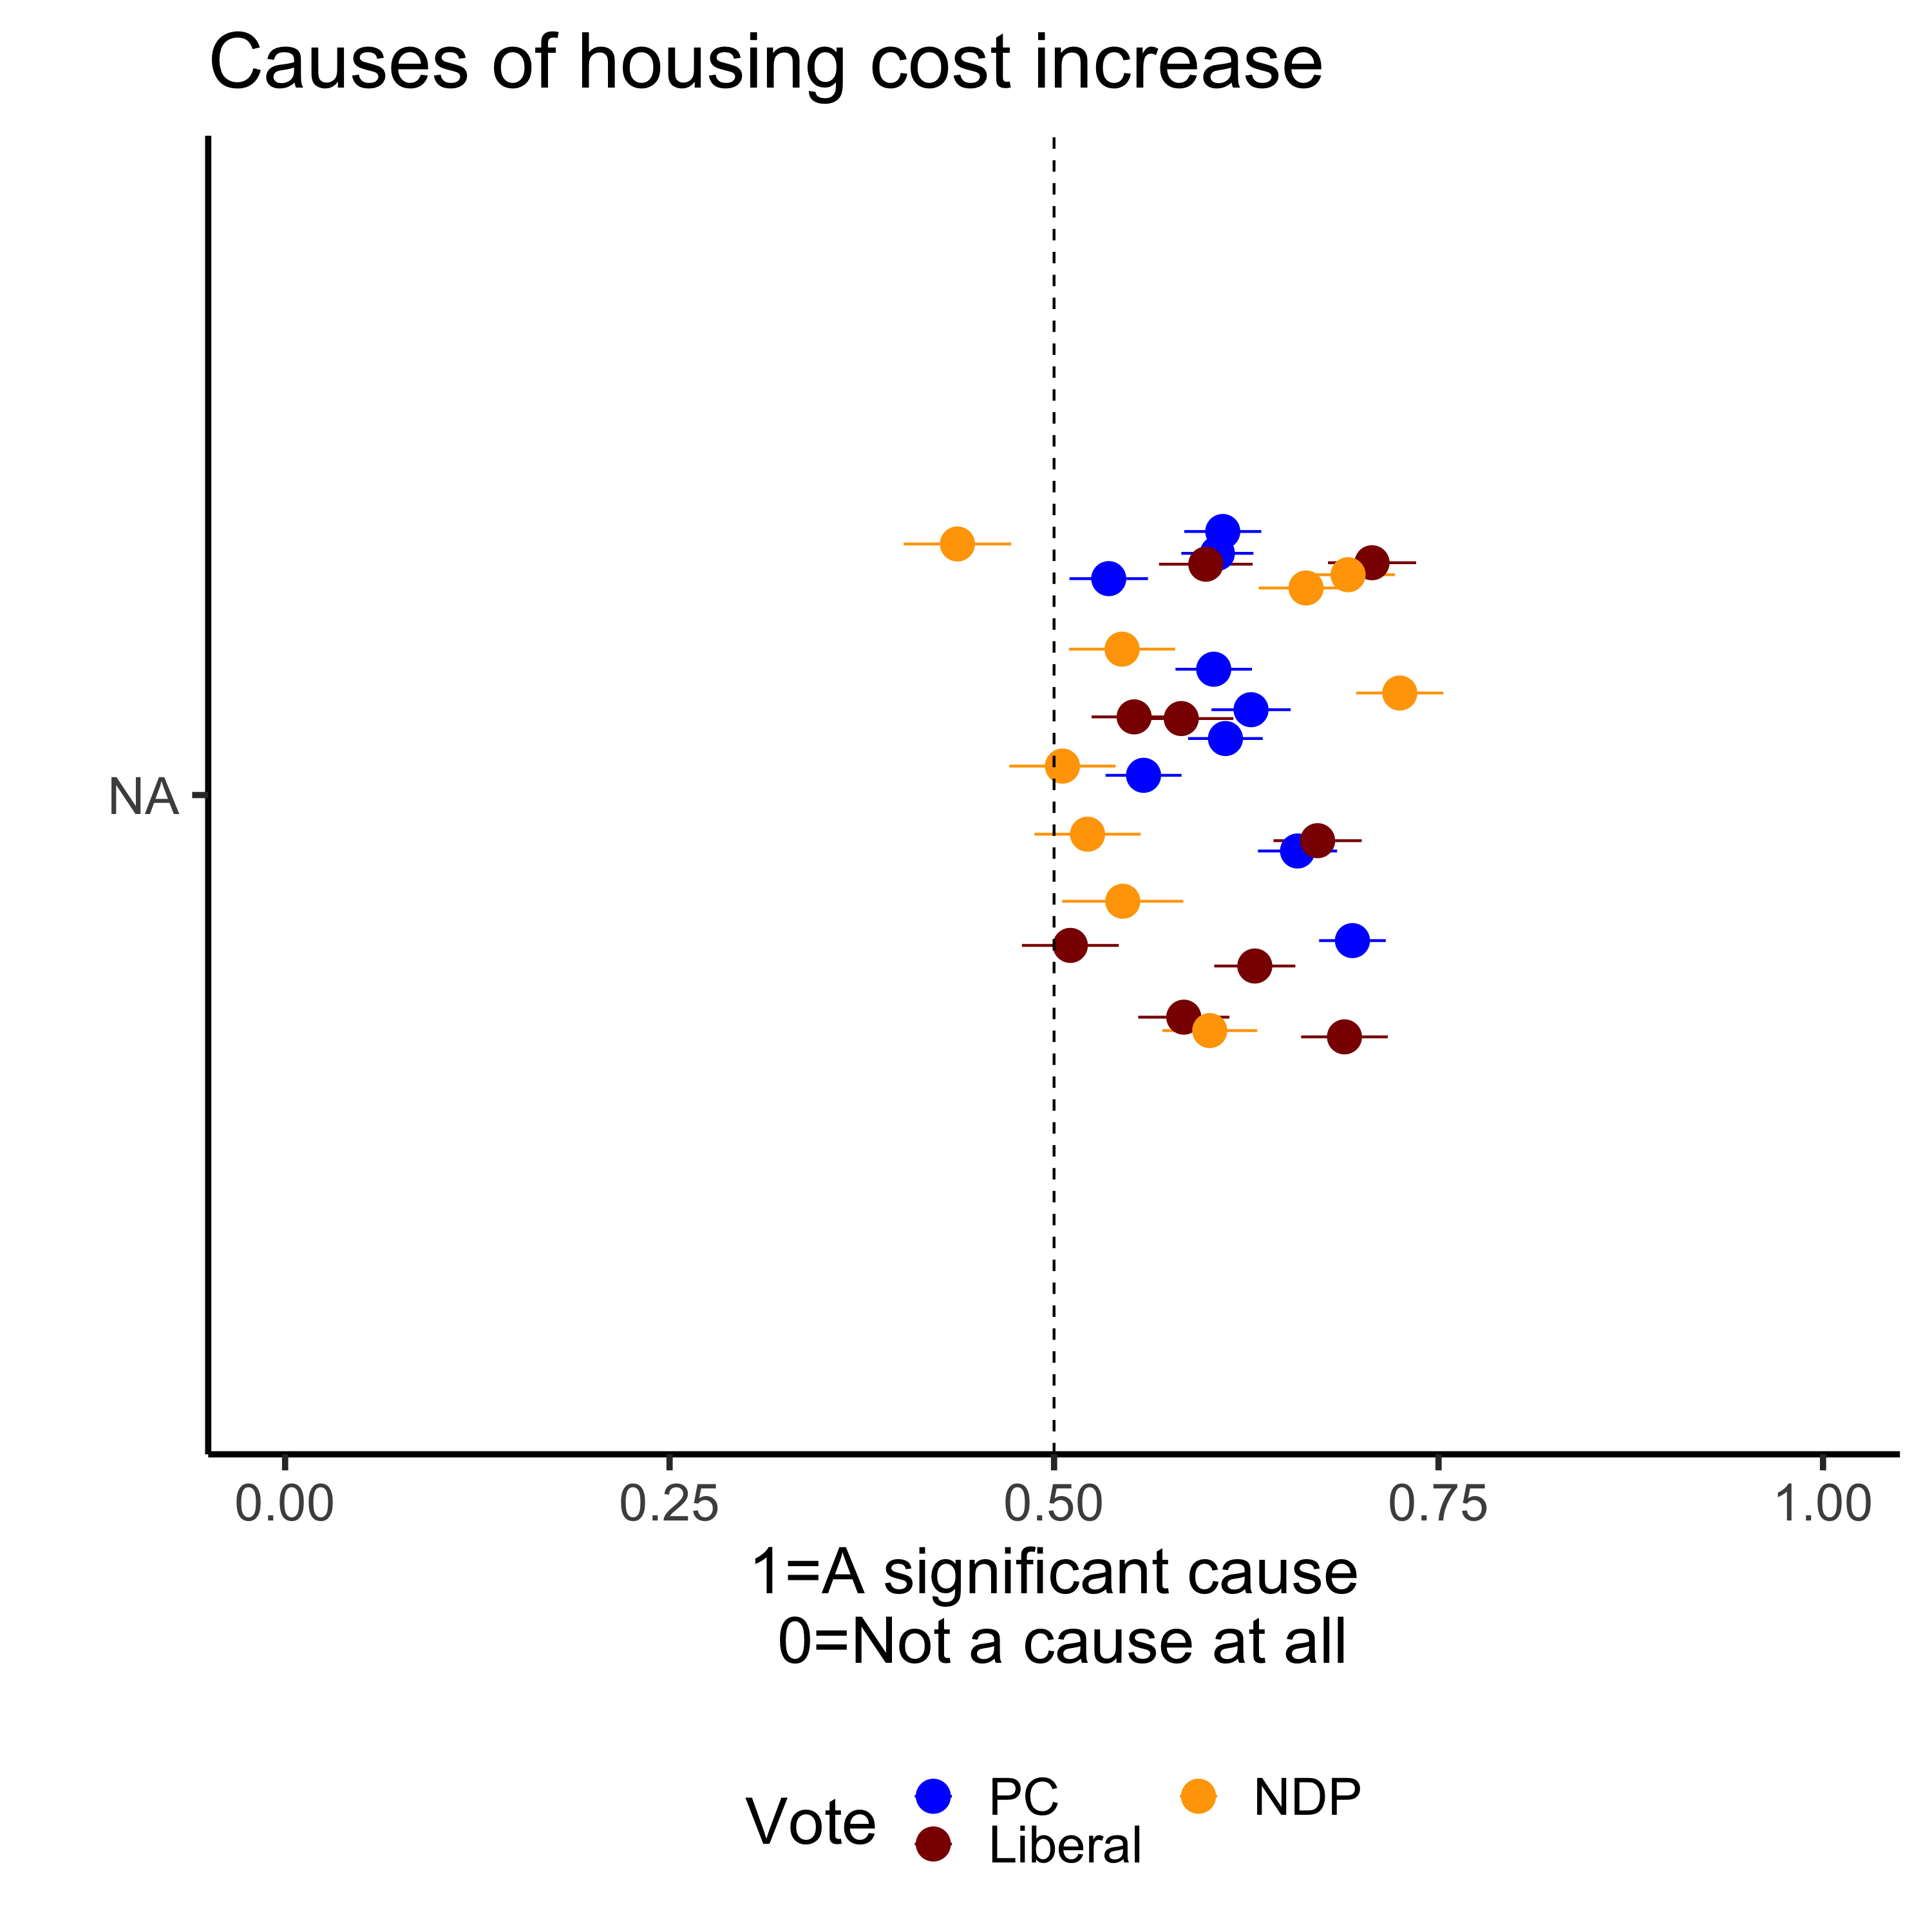 Causes of housing cost increase
NA
0.00 0.25 0.50 0.75 1.00
1=A significant cause
0=Not a cause at all
Vote
PC
Liberal
NDP